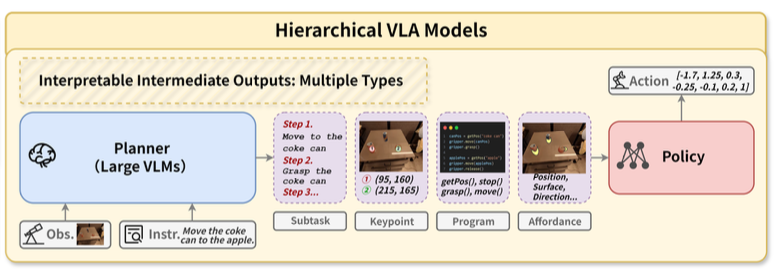 Hierarchical VLA Models
Interpretable Intermediate Outputs: Multiple Types
Action
[-1.7, 1.25, 0.3,
-0.25, -0.1, 0.2, 1]
Planner
(Large VLMs)
Step 1.
Move to the
coke can
Step 2.
Grasp the
coke can
Step 3...
1 (95, 160)
2 (215, 165)
getPos(), stop()
grasp(), move()
Position,
Surface,
Direction...
Policy
Subtask
Keypoint
Program
Affordance
Obs.
Instr.
Move the coke
can to the apple.